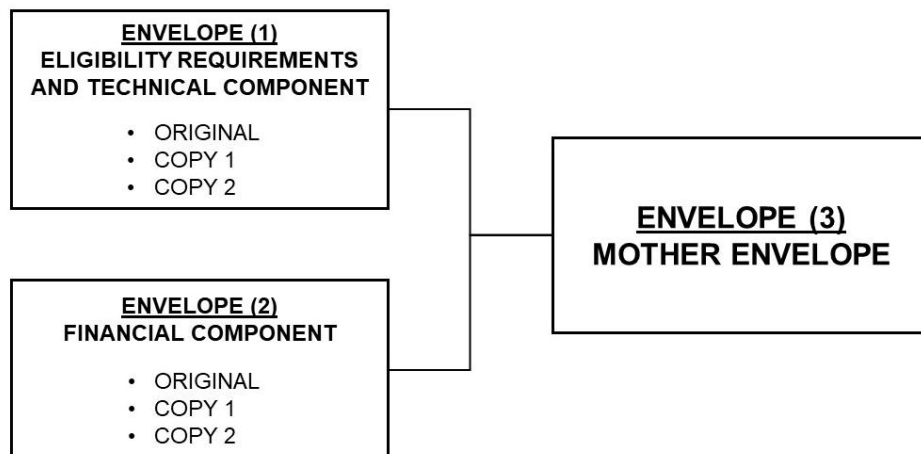 ENVELOPE (1)
ELIGIBILITY REQUIREMENTS
AND TECHNICAL COMPONENT
• ORIGINAL
• COPY 1
• COPY 2
ENVELOPE (2)
FINANCIAL COMPONENT
• ORIGINAL
• COPY 1
• COPY 2
ENVELOPE (3)
MOTHER ENVELOPE